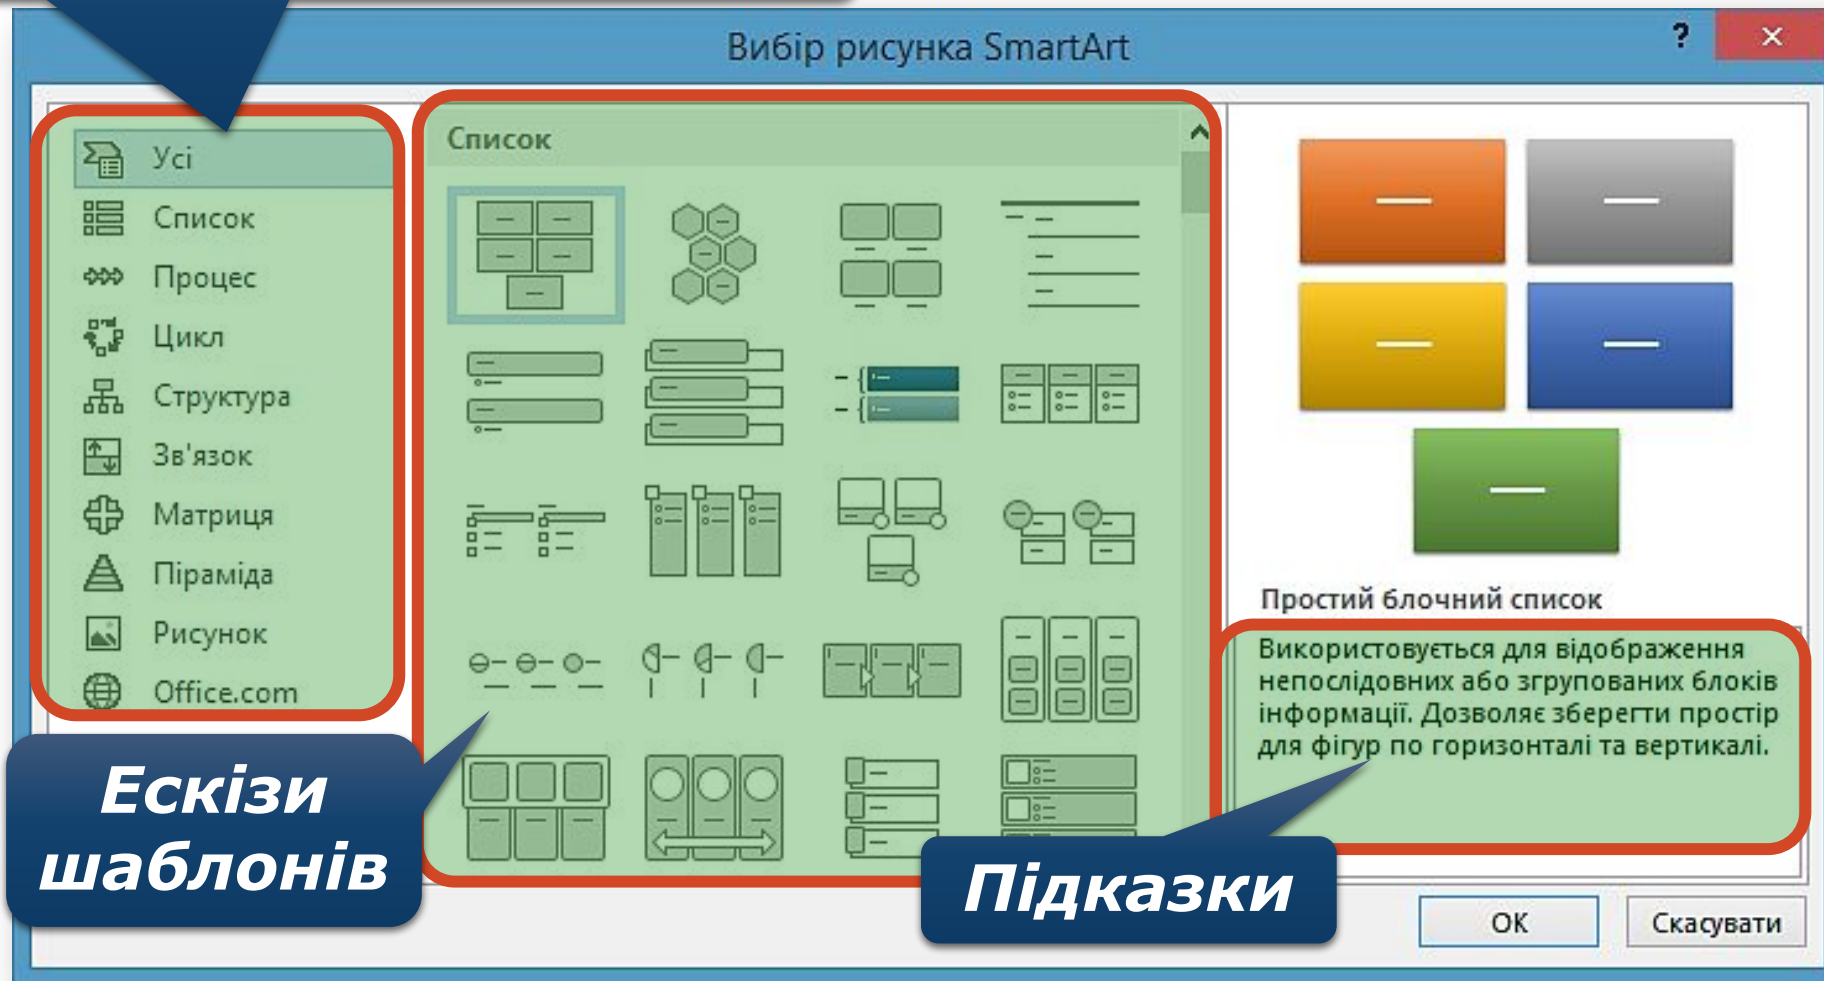 Вибір рисунка SmartArt
?
Усі
Список
Процес
Цикл
Структура
Зв'язок
Матриця
Піраміда
Рисунок
Office.com
Список
Простий блочний список
Використовується для відображення
непослідовних або згрупованих блоків
інформації. Дозволяє зберегти простір
для фігур по горизонталі та вертикалі.
Ескізи
шаблонів
Підказки
ОК
Скасувати